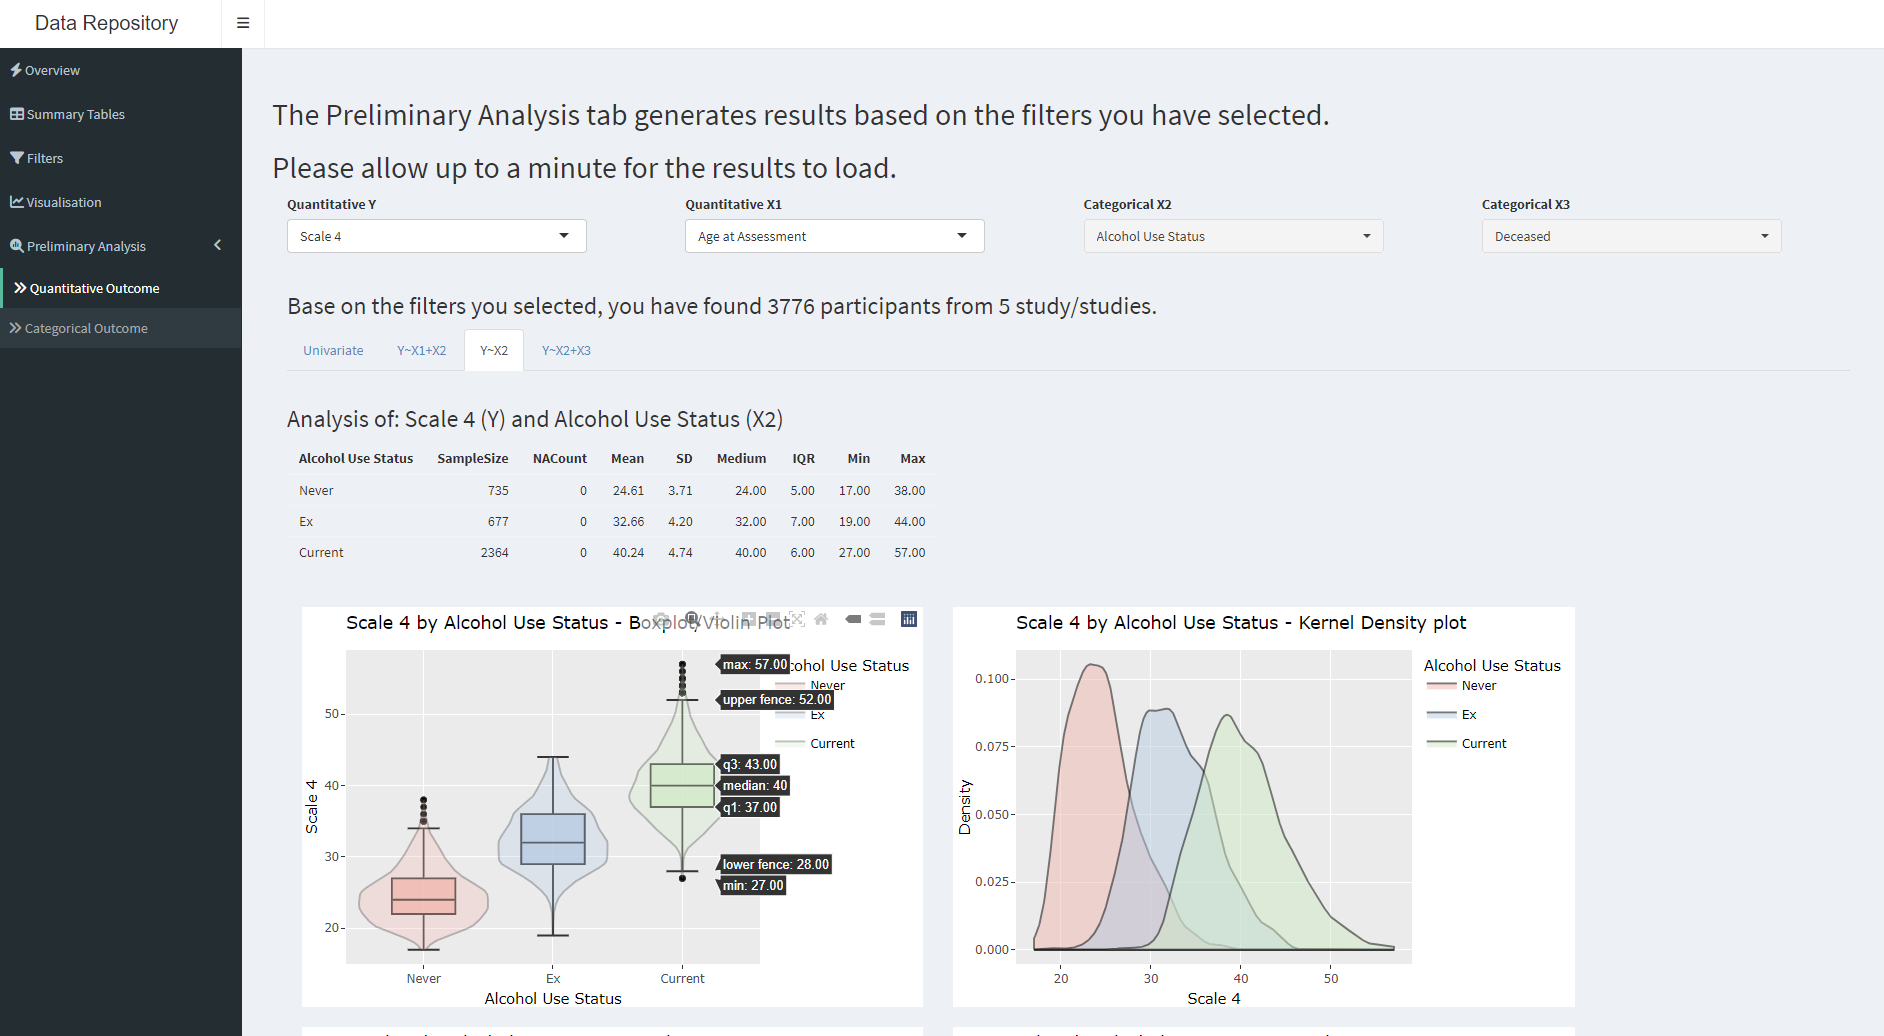 Data Repository
Overview
Summary Tables
Filters
Visualisation
Preliminary Analysis
Quantitative Outcome
Categorical Outcome
The Preliminary Analysis tab generates results based on the filters you have selected.
Please allow up to a minute for the results to load.
Quantitative Y Quantitative X1 Categorical X2 Categorical X3
Scale 4 Age at Assessment Alcohol Use Status Deceased
Base on the filters you selected, you have found 3776 participants from 5 study/studies.
Univariate Y~X1+X2 Y~X2 Y~X2+X3
Analysis of: Scale 4 (Y) and Alcohol Use Status (X2)
Alcohol Use Status SampleSize NACount Mean SD Medium IQR Min Max
Never 735 0 24.61 3.71 24.00 5.00 17.00 38.00
Ex 677 0 32.66 4.20 32.00 7.00 19.00 44.00
Current 2364 0 40.24 4.74 40.00 6.00 27.00 57.00
Scale 4 by Alcohol Use Status - Boxplot/Violin Plot
max: 57.00
cohol Use Status
Never
upper fence: 52.00
Ex
Current
q3: 43.00
median: 40
q1: 37.00
lower fence: 28.00
min: 27.00
50
40
30
20
Scale 4
Never Ex Current
Alcohol Use Status
Scale 4 by Alcohol Use Status - Kernel Density plot
Alcohol Use Status
Never
Ex
Current
0.100
0.075
0.050
0.025
0.000
Density
20 30 40 50
Scale 4